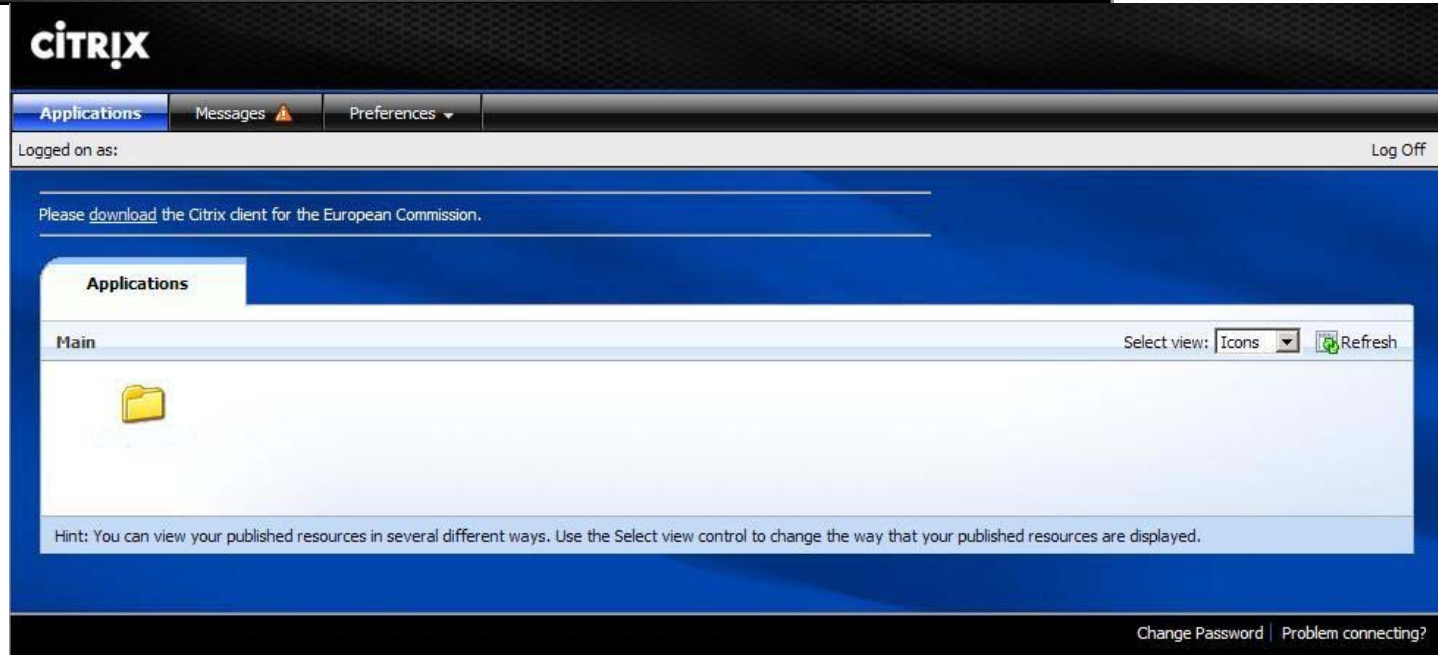 CITRIX
Applications Messages Preferences
Logged on as: Log Off
Please download the Citrix client for the European Commission.
Applications
Main Select view: Icons Refresh
Hint: You can view your published resources in several different ways. Use the Select view control to change the way that your published resources are displayed.
Change Password | Problem connecting?